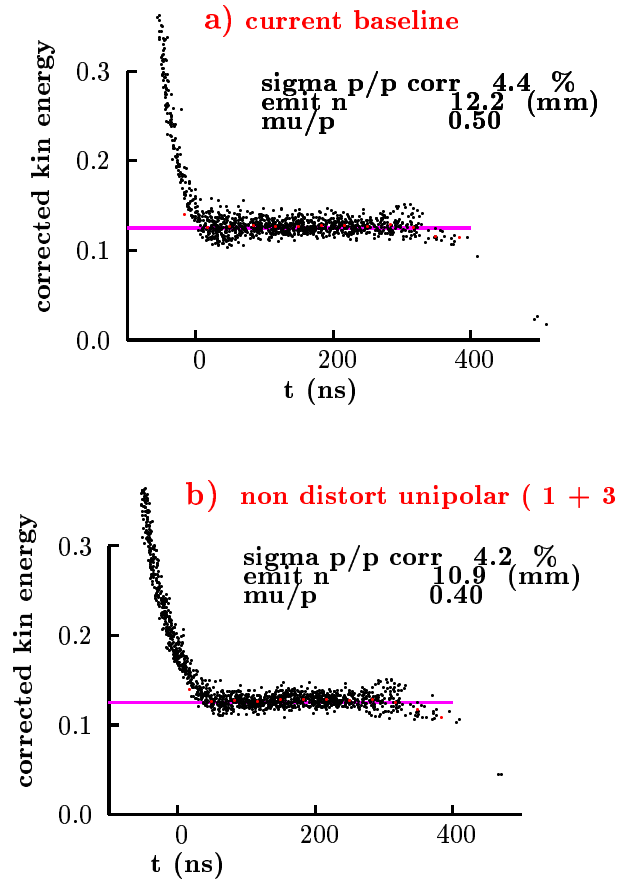 a) current baseline
sigma p/p corr 4.4 %
emit n 12.2 (mm)
mu/p 0.50
corrected kin energy
0.3
0.2
0.1
0.0
0 200 400
t (ns)
b) non distort unipolar ( 1 + 3
sigma p/p corr 4.2 %
emit n 10.9 (mm)
mu/p 0.40
corrected kin energy
0.3
0.2
0.1
0.0
0 200 400
t (ns)